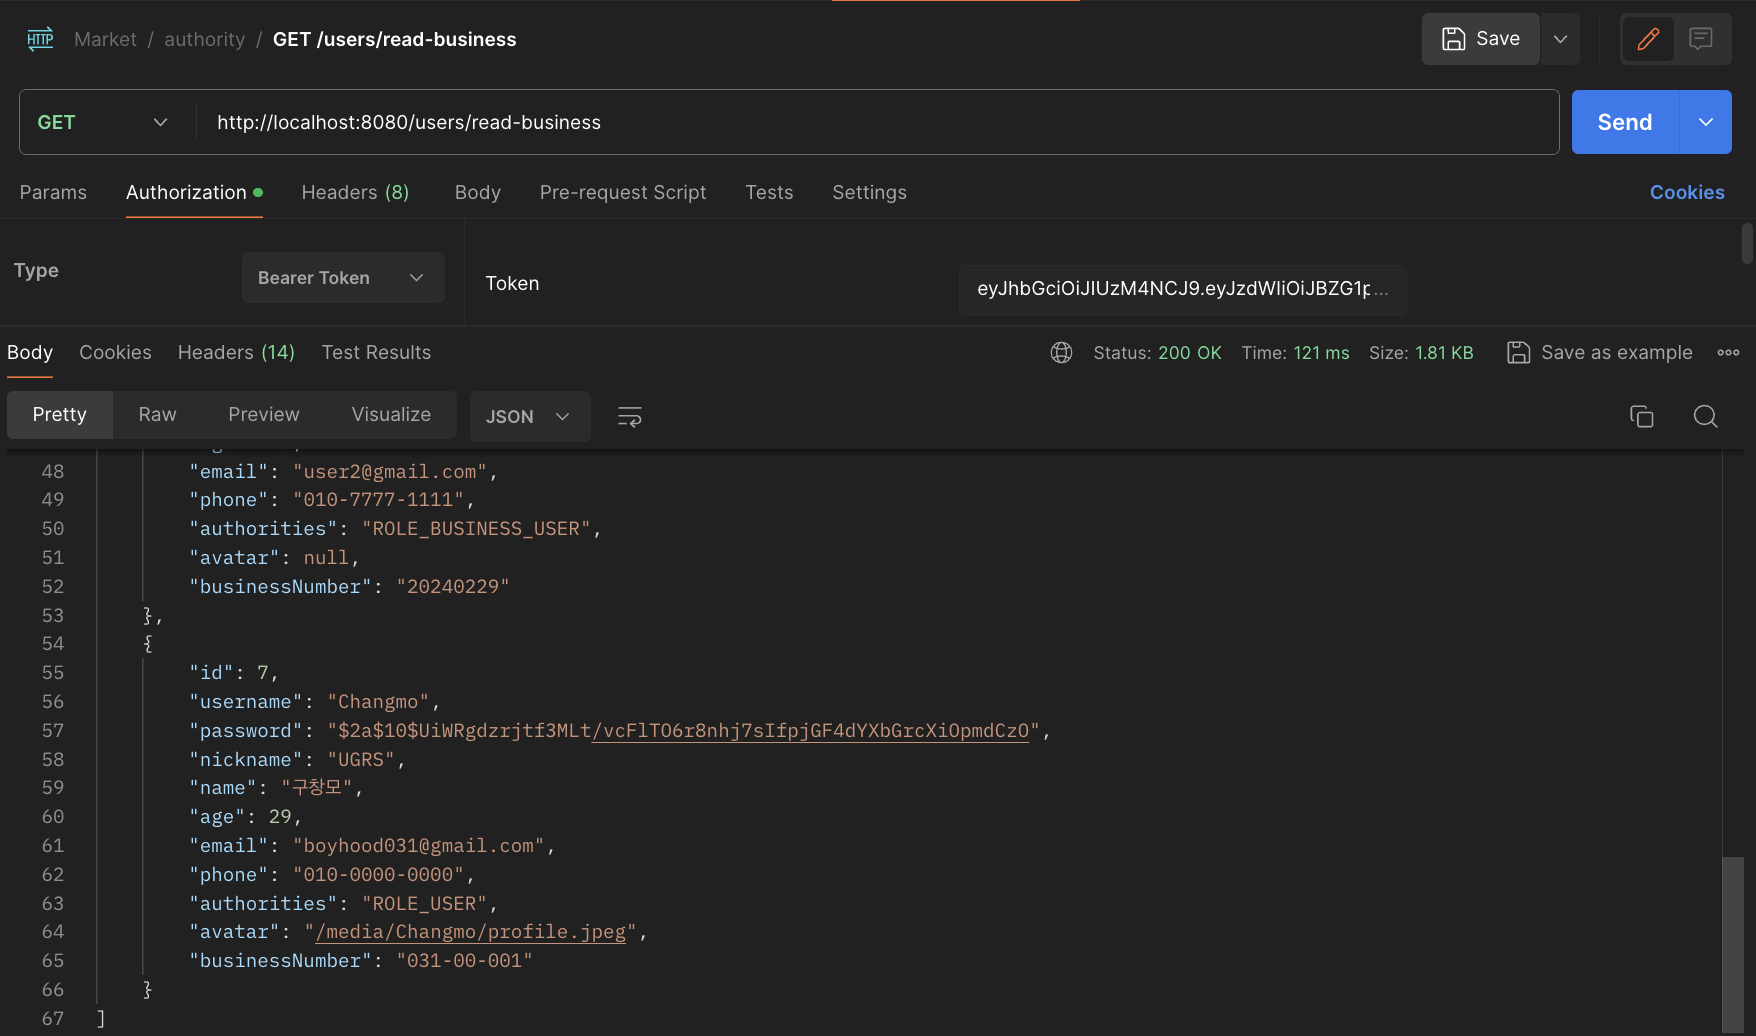 HTTP Market / authority / GET /users/read-business Save
GET http://localhost:8080/users/read-business Send
Params Authorization Headers (8) Body Pre-request Script Tests Settings Cookies
Type Bearer Token Token eyJhbGciOiJIUzM4NCJ9.eyJzdWIiOiJBZG1p...
Body Cookies Headers (14) Test Results Status: 200 OK Time: 121 ms Size: 1.81 KB Save as example
Pretty Raw Preview Visualize JSON
48 "email": "user2@gmail.com",
49 "phone": "010-7777-1111",
50 "authorities": "ROLE_BUSINESS_USER",
51 "avatar": null,
52 "businessNumber": "20240229"
53 },
54 {
55 "id": 7,
56 "username": "Changmo",
57 "password": "$2a$10$UiWRgdzrjtf3MLt/vcFlTO6r8nhj7sIfpjGF4dYXbGrcXiOpmdCzO",
58 "nickname": "UGRS",
59 "name": "구창모",
60 "age": 29,
61 "email": "boyhood031@gmail.com",
62 "phone": "010-0000-0000",
63 "authorities": "ROLE_USER",
64 "avatar": "/media/Changmo/profile.jpeg",
65 "businessNumber": "031-00-001"
66 }
67 ]